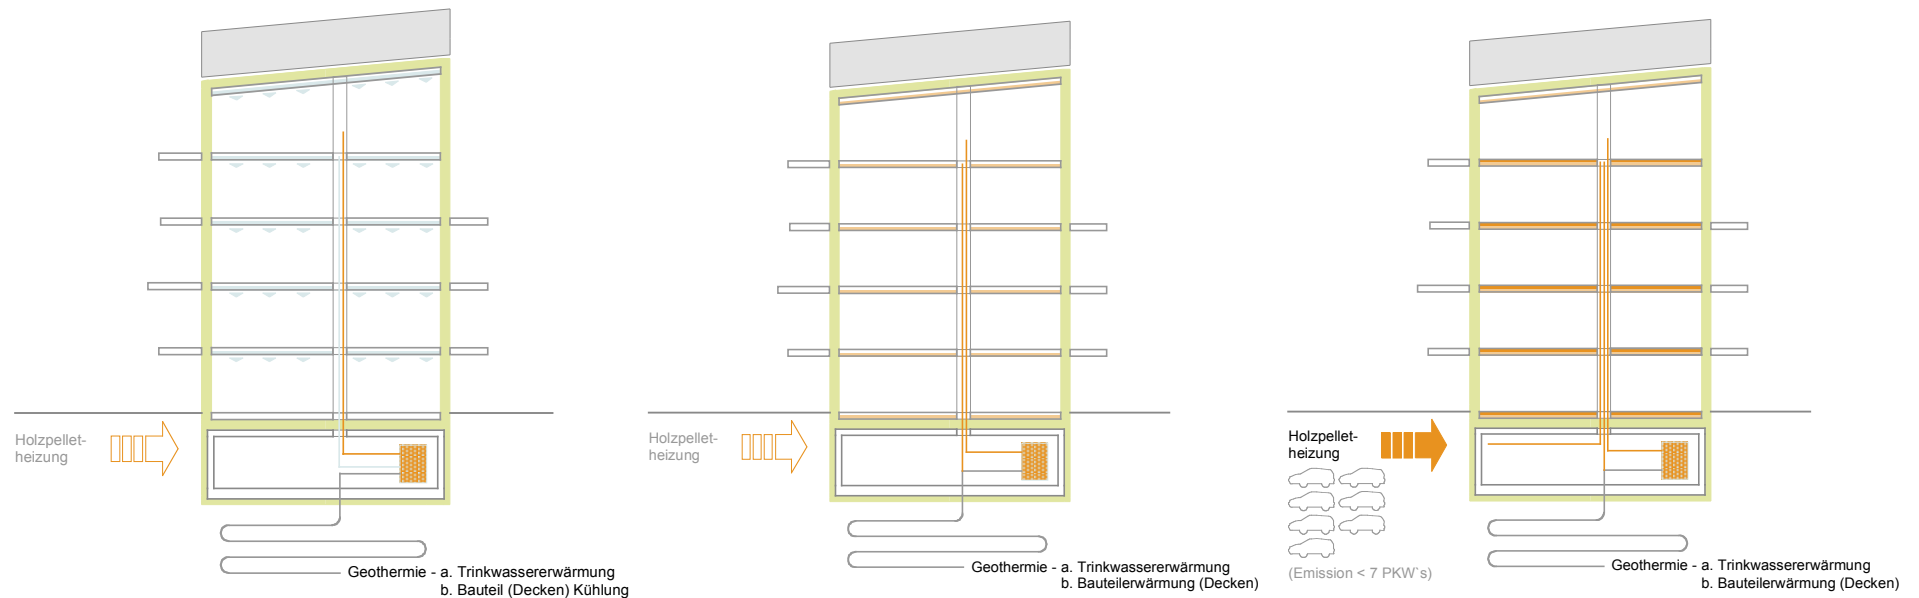 Holzpellet-
heizung
Geothermie - a. Trinkwassererwärmung
b. Bauteil (Decken) Kühlung
Holzpellet-
heizung
Geothermie - a. Trinkwassererwärmung
b. Bauteilerwärmung (Decken)
Holzpellet-
heizung
(Emission < 7 PKW`s)
Geothermie - a. Trinkwassererwärmung
b. Bauteilerwärmung (Decken)